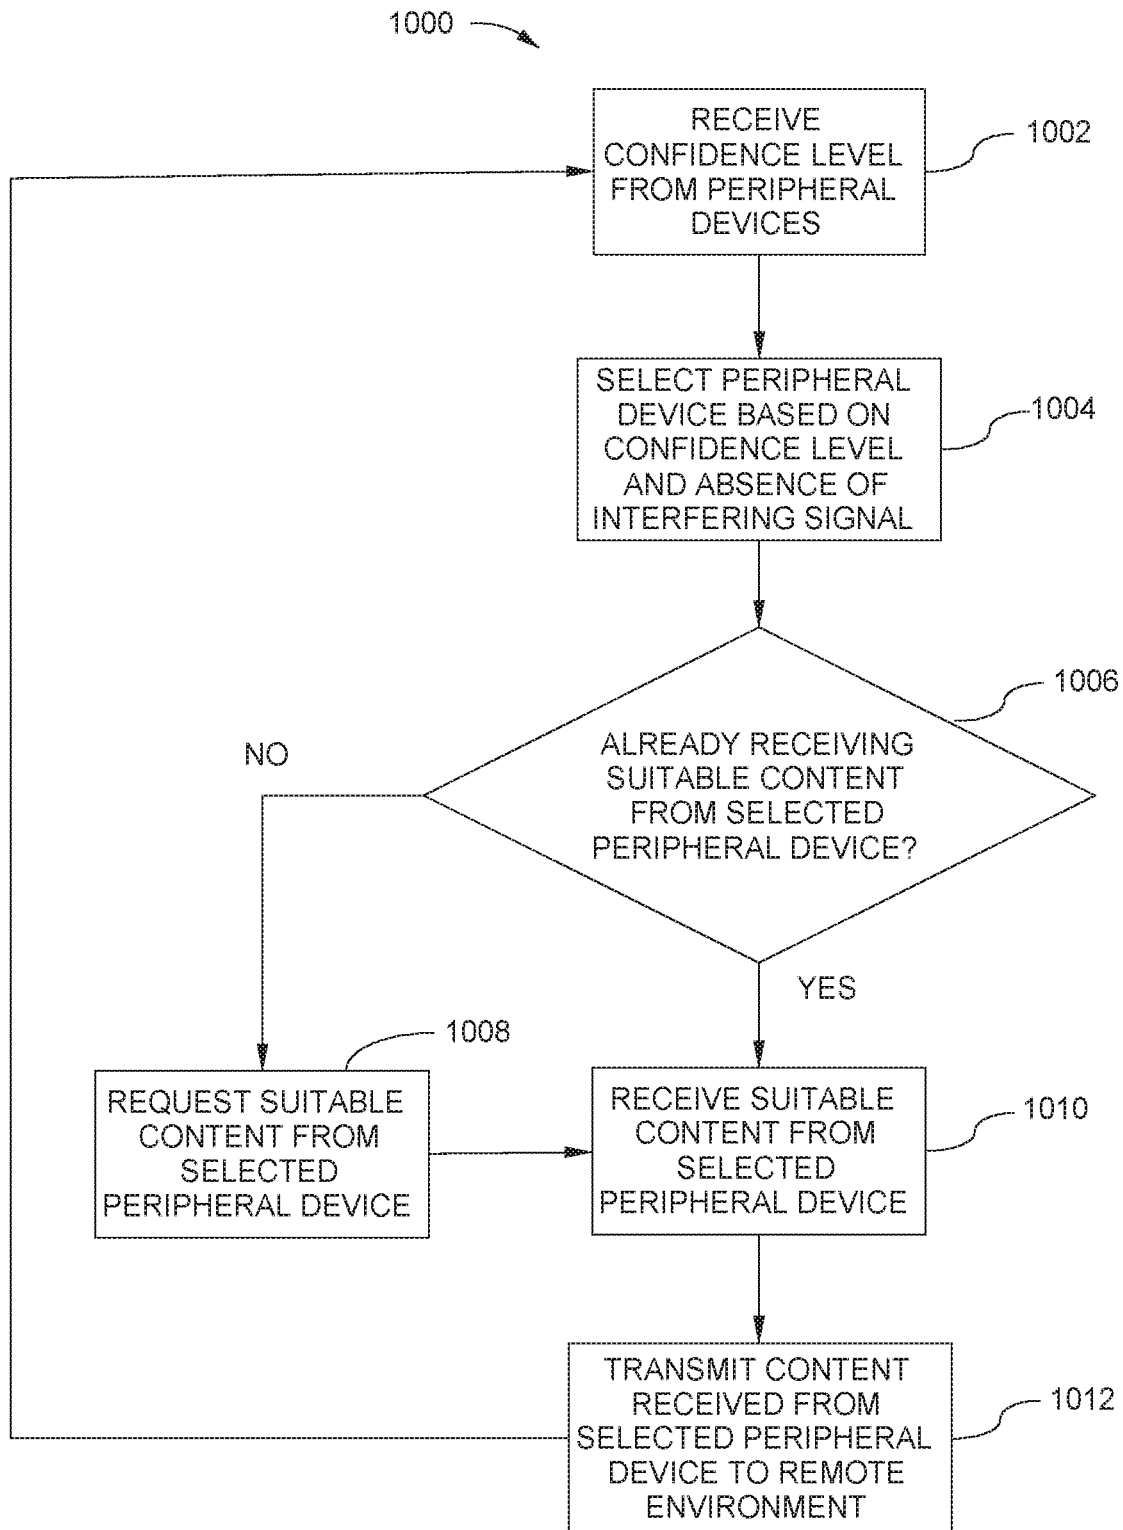 1000
RECEIVE
CONFIDENCE LEVEL
FROM PERIPHERAL
DEVICES
1002
SELECT PERIPHERAL
DEVICE BASED ON
CONFIDENCE LEVEL
AND ABSENCE OF
INTERFERING SIGNAL
1004
ALREADY RECEIVING
SUITABLE CONTENT
FROM SELECTED
PERIPHERAL DEVICE?
1006
NO
YES
REQUEST SUITABLE
CONTENT FROM
SELECTED
PERIPHERAL DEVICE
1008
RECEIVE SUITABLE
CONTENT FROM
SELECTED
PERIPHERAL DEVICE
1010
TRANSMIT CONTENT
RECEIVED FROM
SELECTED PERIPHERAL
DEVICE TO REMOTE
ENVIRONMENT
1012